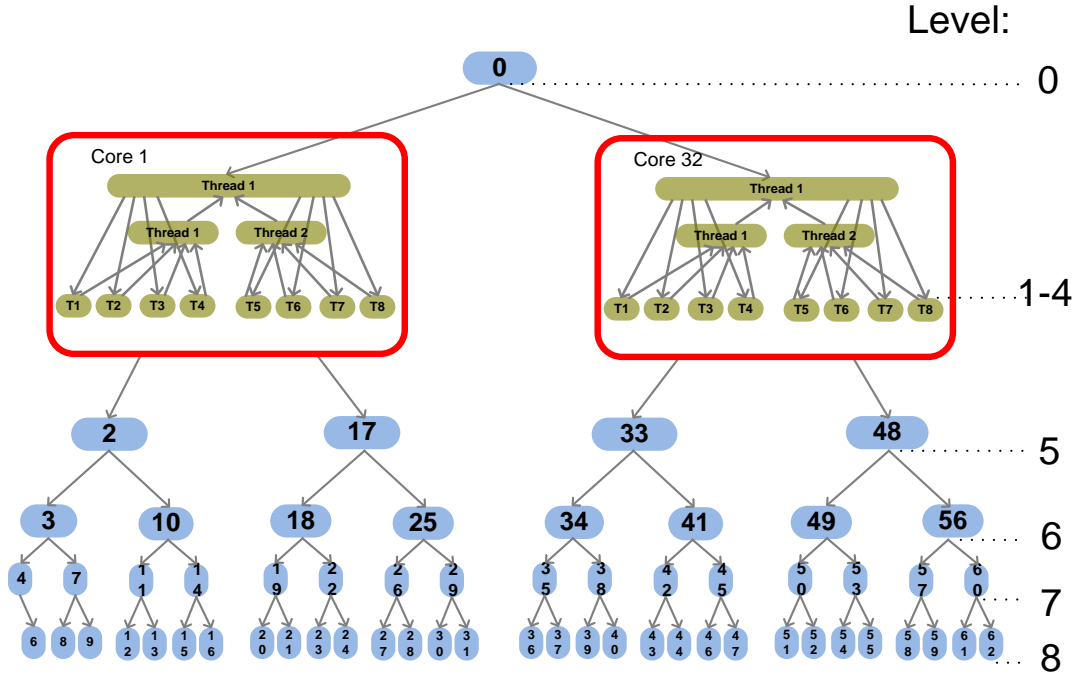 Level:
0
0
Core 1
Core 32
Thread 1
Thread 1
Thread 1
Thread 2
Thread 1
Thread 2
T1 T2 T3 T4 T5 T6 T7 T8
T1 T2 T3 T4 T5 T6 T7 T8
1-4
2 17 33 48
5
3 10 18 25 34 41 49 56
6
4 7 11 14 19 22 26 29 35 38 42 45 50 53 57 60
7
6 8 9 12 13 15 16 20 21 23 24 27 28 30 31 36 37 39 40 43 44 46 47 51 52 54 55 58 59 61 62
8